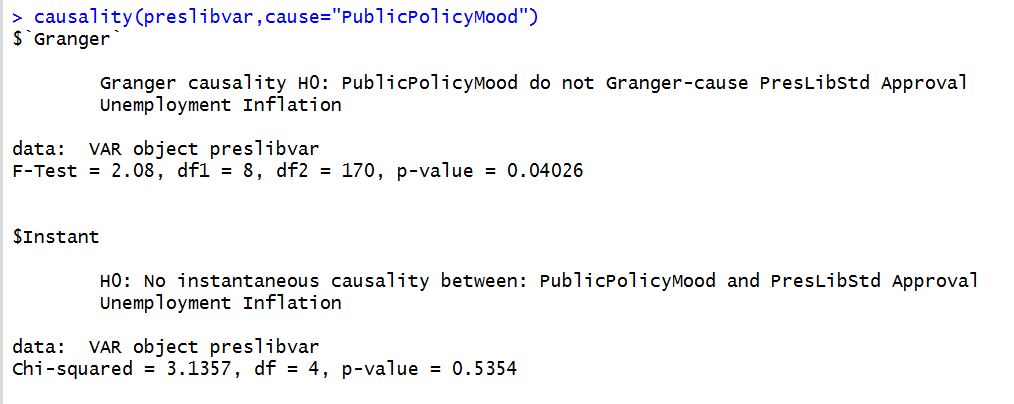 > causality(preslibvar,cause="PublicPolicyMood")
$`Granger`
Granger causality H0: PublicPolicyMood do not Granger-cause PresLibStd Approval
Unemployment Inflation
data:  VAR object preslibvar
F-Test = 2.08, df1 = 8, df2 = 170, p-value = 0.04026
$Instant
H0: No instantaneous causality between: PublicPolicyMood and PresLibStd Approval
Unemployment Inflation
data:  VAR object preslibvar
Chi-squared = 3.1357, df = 4, p-value = 0.5354